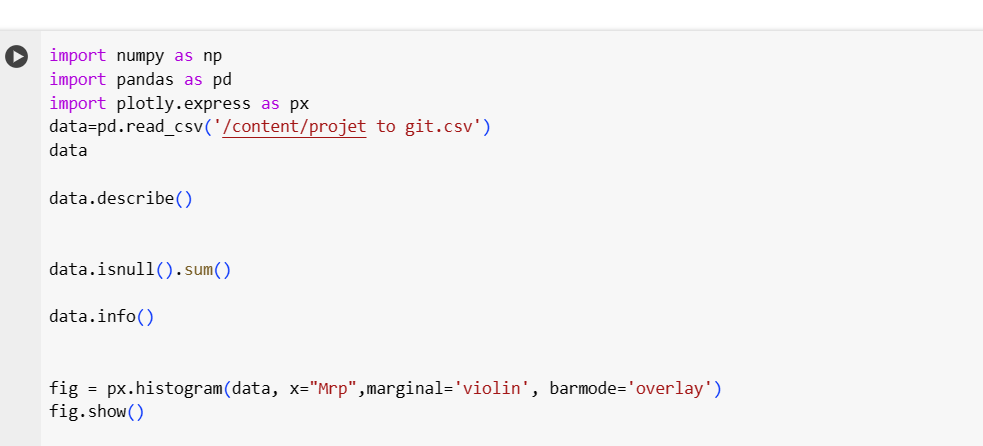 import numpy as np
import pandas as pd
import plotly.express as px
data=pd.read_csv('/content/projet to git.csv')
data
data.describe()
data.isnull().sum()
data.info()
fig = px.histogram(data, x="Mrp",marginal='violin', barmode='overlay')
fig.show()